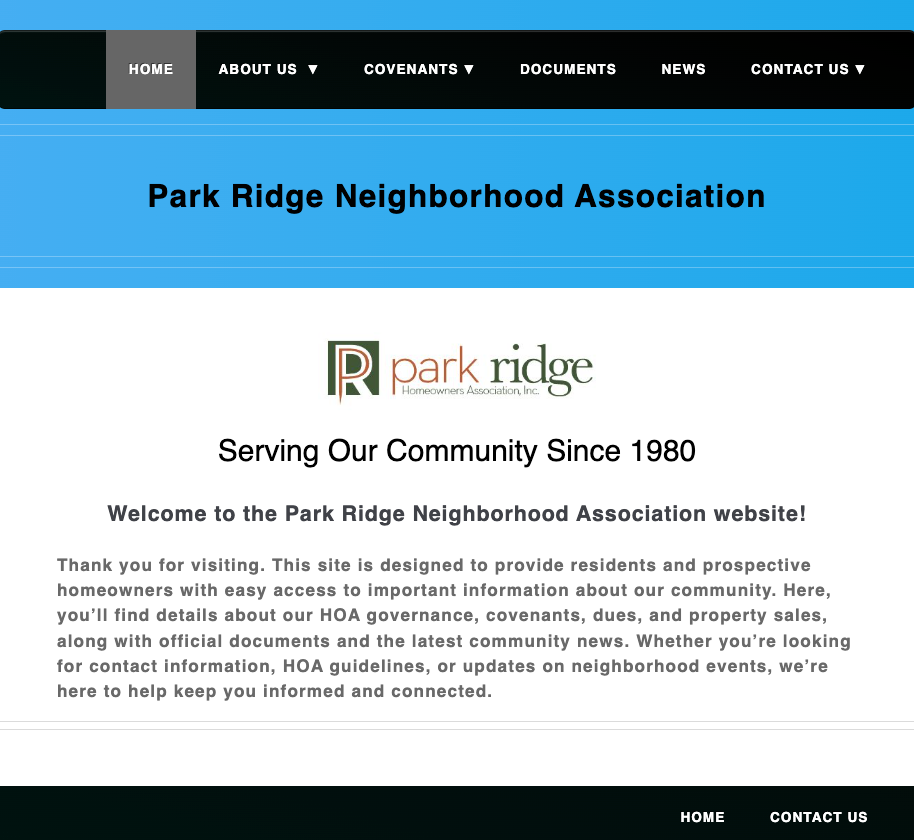 HOME ABOUT US ▼ COVENANTS ▼ DOCUMENTS NEWS CONTACT US ▼
Park Ridge Neighborhood Association
PR park ridge
Homeowners Association, Inc.
Serving Our Community Since 1980
Welcome to the Park Ridge Neighborhood Association website!
Thank you for visiting. This site is designed to provide residents and prospective
homeowners with easy access to important information about our community. Here,
you’ll find details about our HOA governance, covenants, dues, and property sales,
along with official documents and the latest community news. Whether you’re looking
for contact information, HOA guidelines, or updates on neighborhood events, we’re
here to help keep you informed and connected.
HOME CONTACT US